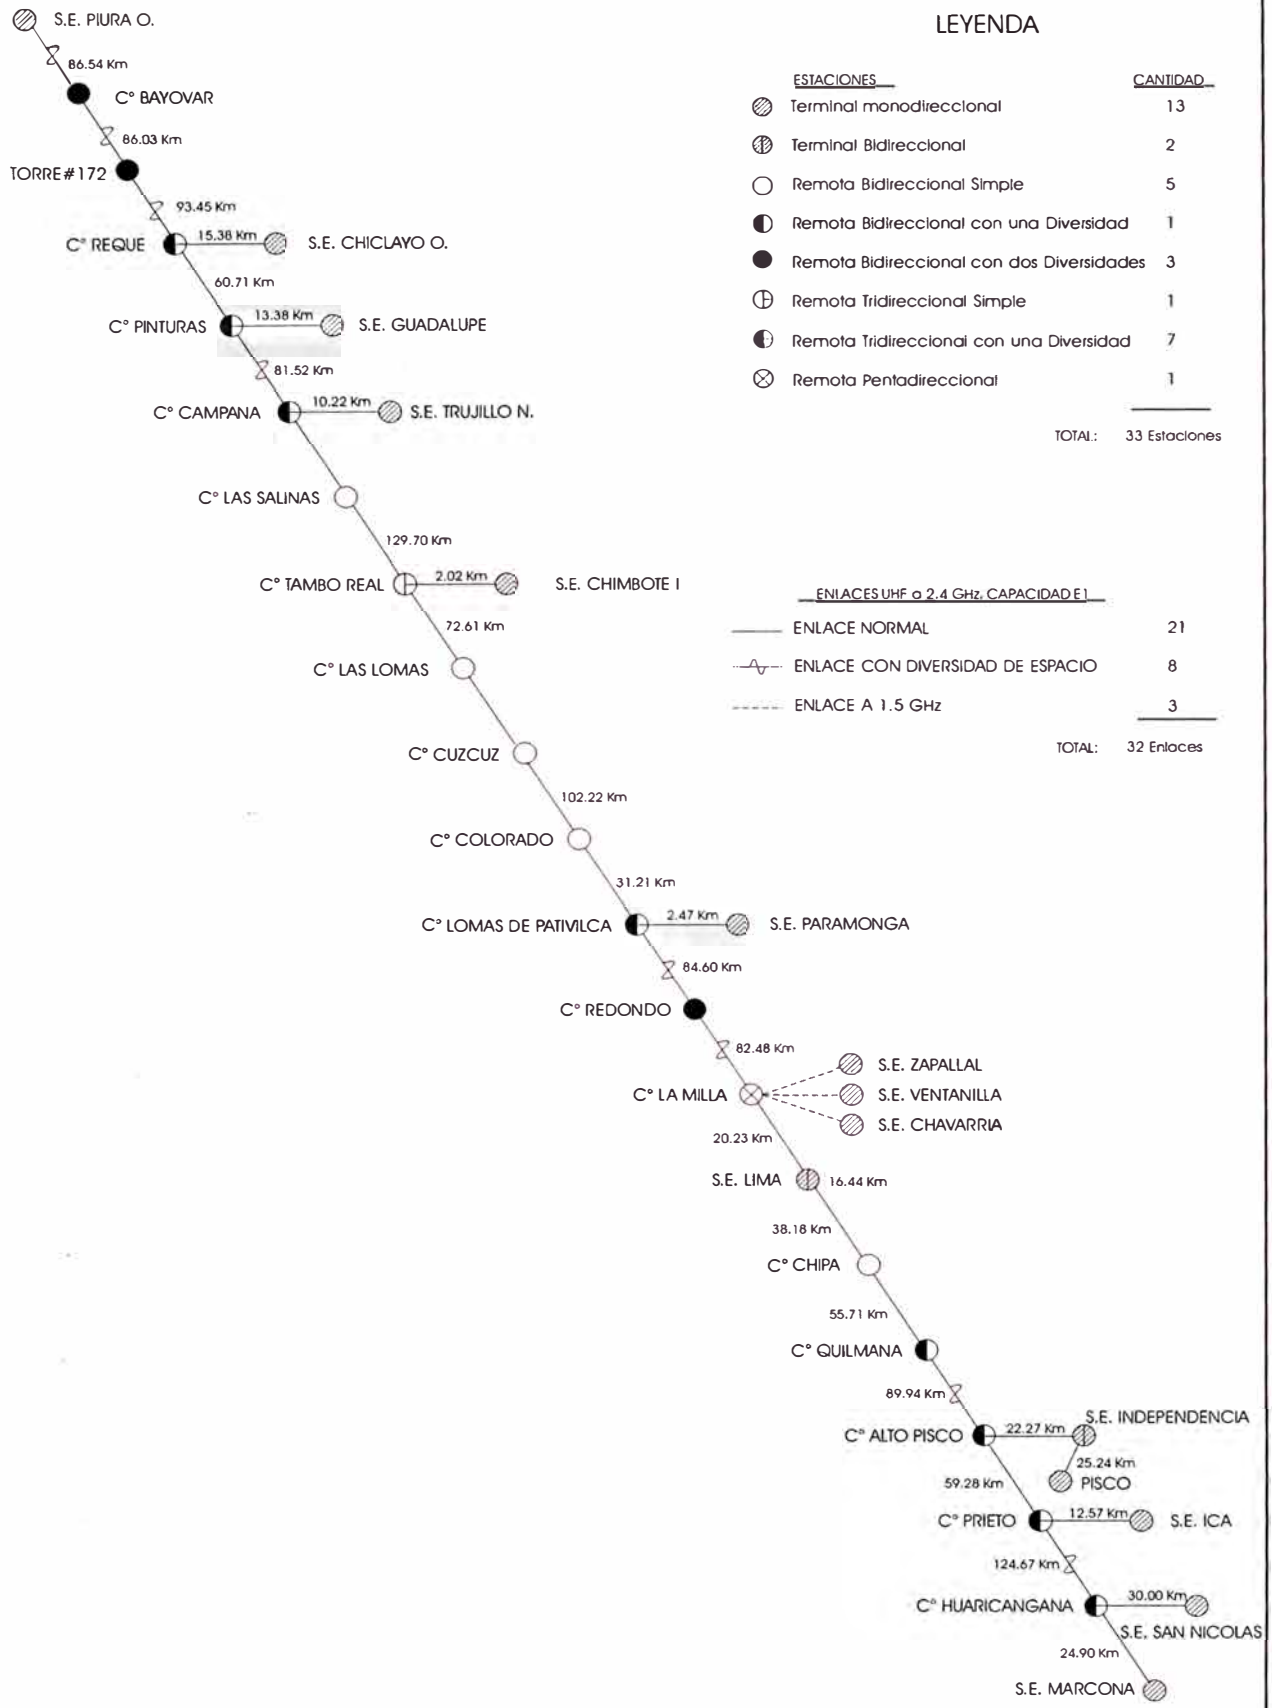 S.E. PIURA O.
86.54 Km
C° BAYOVAR
86.03 Km
TORRE#172
93.45 Km
C° REQUE
15.38 Km
S.E. CHICLAYO O.
60.71 Km
C° PINTURAS
13.38 Km
S.E. GUADALUPE
81.52 Km
C° CAMPANA
10.22 Km
S.E. TRUJILLO N.
C° LAS SALINAS
129.70 Km
C° TAMBO REAL
2.02 Km
S.E. CHIMBOTE I
72.61 Km
C° LAS LOMAS
C° CUZCUZ
102.22 Km
C° COLORADO
31.21 Km
C° LOMAS DE PATIVILCA
2.47 Km
S.E. PARAMONGA
84.60 Km
C° REDONDO
82.48 Km
C° LA MILLA
S.E. ZAPALLAL
S.E. VENTANILLA
S.E. CHAVARRIA
20.23 Km
S.E. LIMA
16.44 Km
38.18 Km
C° CHIPA
55.71 Km
C° QUILMANA
89.94 Km
C° ALTO PISCO
22.27 Km
S.E. INDEPENDENCIA
25.24 Km
PISCO
59.28 Km
C° PRIETO
12.57 Km
S.E. ICA
124.67 Km
C° HUARICANGANA
30.00 Km
S.E. SAN NICOLAS
24.90 Km
S.E. MARCONA
LEYENDA
ESTACIONES CANTIDAD
Terminal monodireccional 13
Terminal Bidireccional 2
Remota Bidireccional Simple 5
Remota Bidireccional con una Diversidad 1
Remota Bidireccional con dos Diversidades 3
Remota Tridireccional Simple 1
Remota Tridireccional con una Diversidad 7
Remota Pentadireccional 1
TOTAL: 33 Estaciones
ENLACES UHF a 2.4 GHz, CAPACIDAD E1
ENLACE NORMAL 21
ENLACE CON DIVERSIDAD DE ESPACIO 8
ENLACE A 1.5 GHz 3
TOTAL: 32 Enlaces